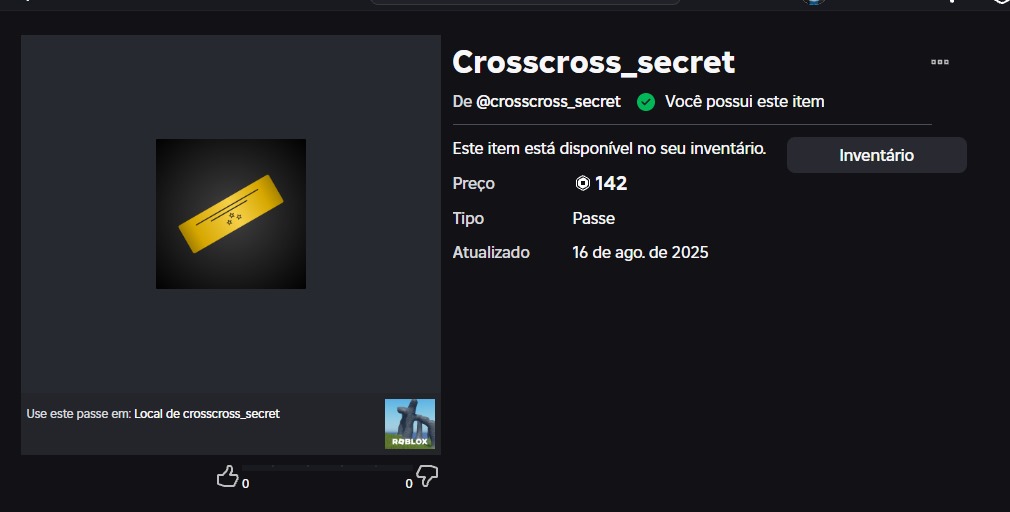 Crosscross_secret
De @crosscross_secret Você possui este item
Este item está disponível no seu inventário.
Inventário
Preço 142
Tipo Passe
Atualizado 16 de ago. de 2025
Use este passe em: Local de crosscross_secret
ROBLOX
0 0